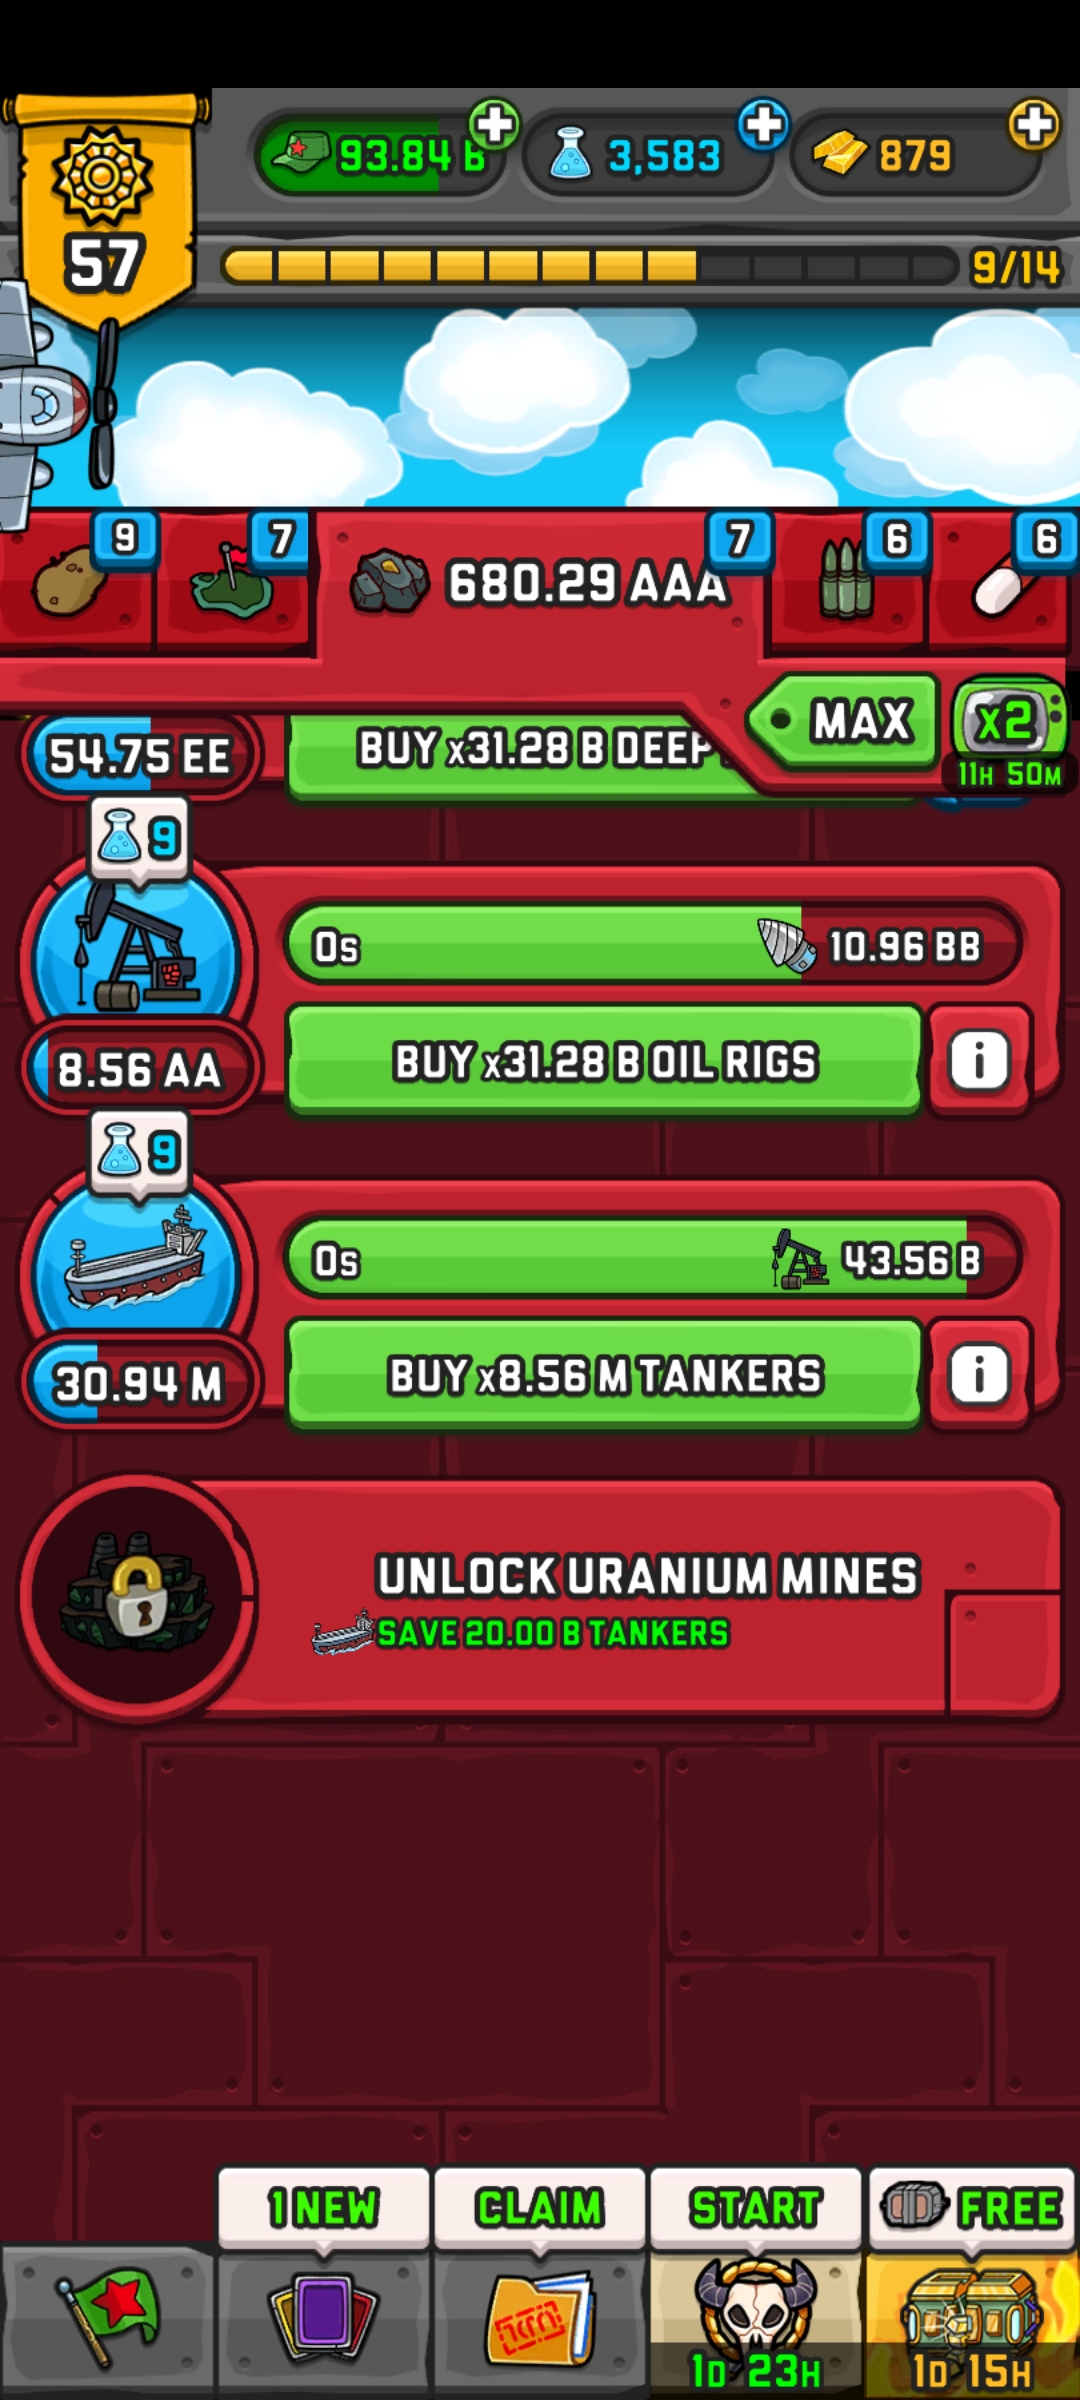 93.84 B
3,583
879
57
9/14
9
7
680.29 AAA
7
6
6
MAX
x2
11H 50M
54.75 EE
BUY x31.28 B DEEP
9
0s
10.96 BB
8.56 AA
BUY x31.28 B OIL RIGS
i
9
0s
43.56 B
30.94 M
BUY x8.56 M TANKERS
i
UNLOCK URANIUM MINES
SAVE 20.00 B TANKERS
1 NEW
CLAIM
START
FREE
1D 23H
1D 15H